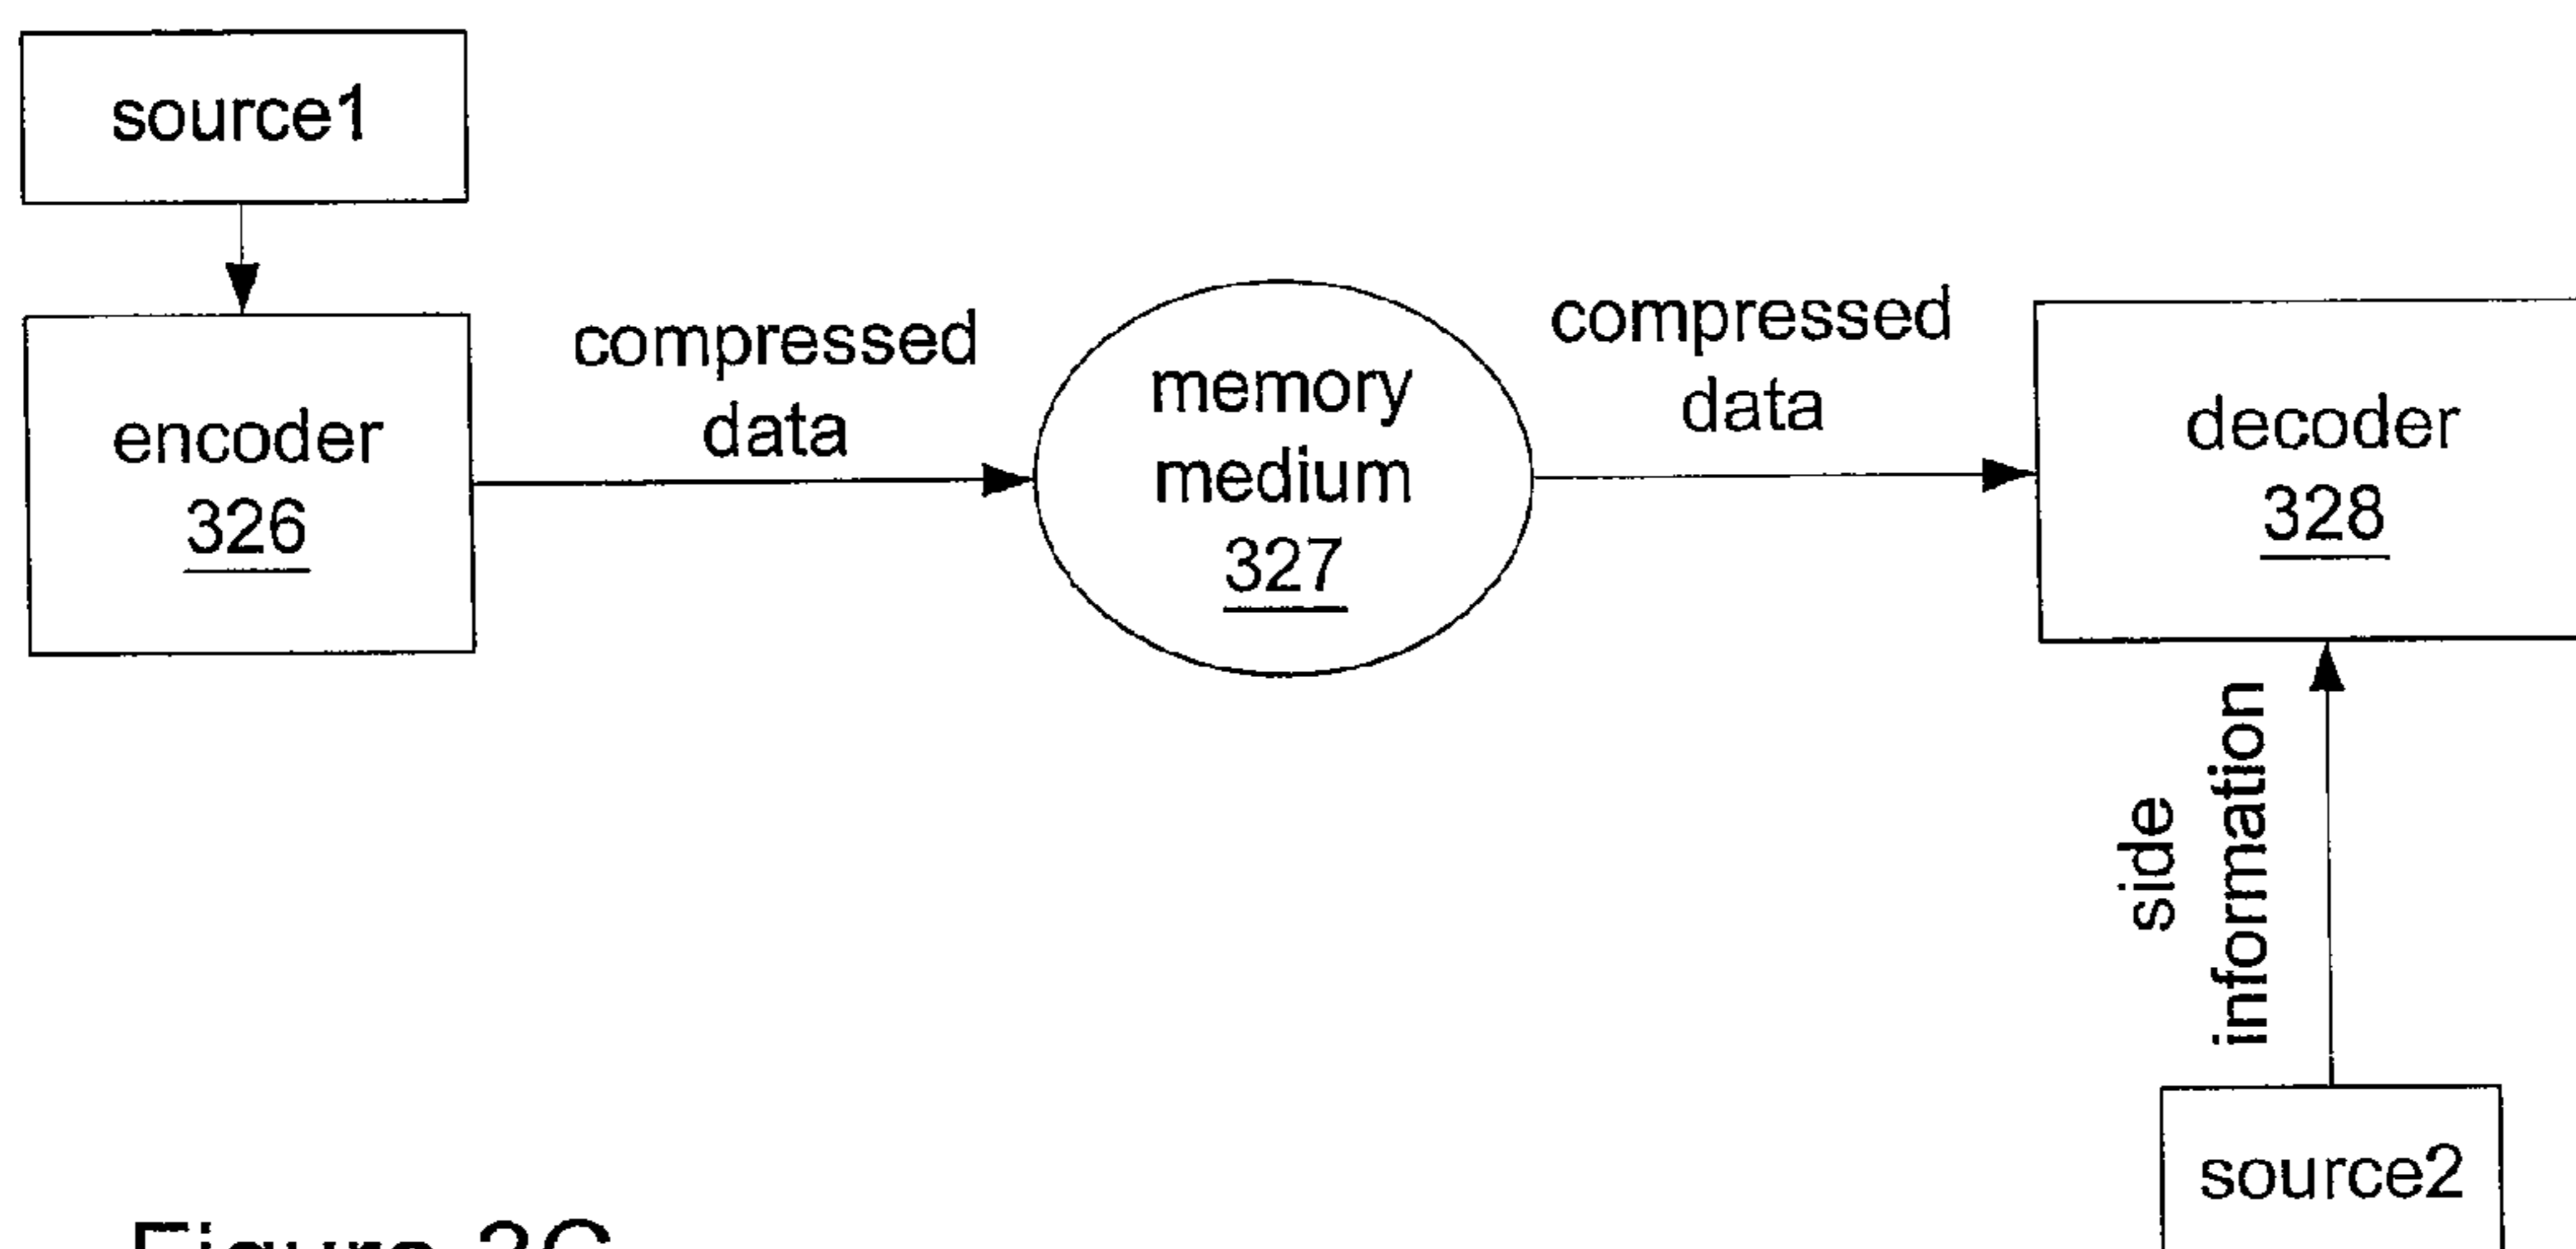 source1
encoder
326
compressed
data
memory
medium
327
compressed
data
decoder
328
side
information
source2